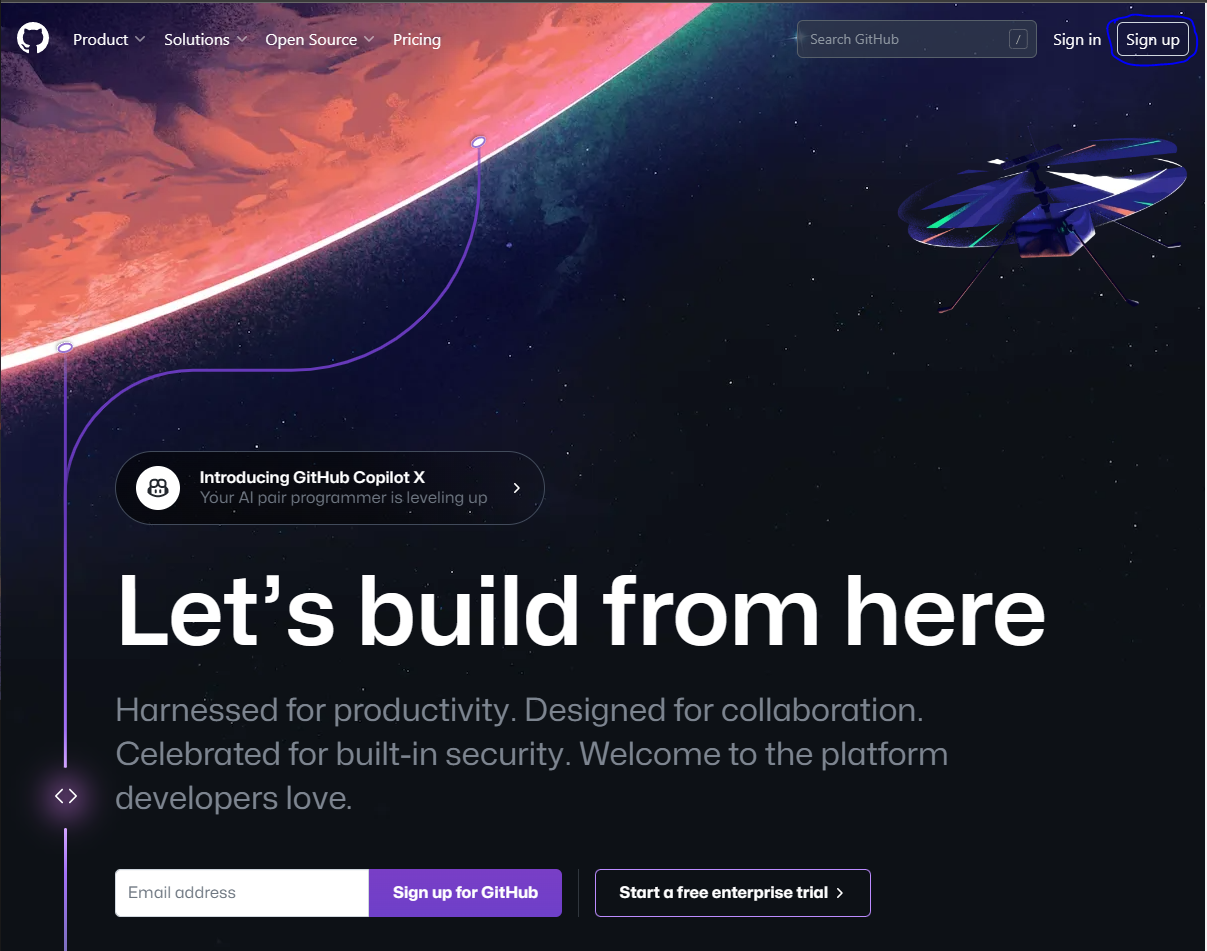 Product Solutions Open Source Pricing Search GitHub / Sign in Sign up
Introducing GitHub Copilot X
Your AI pair programmer is leveling up
Let’s build from here
Harnessed for productivity. Designed for collaboration.
Celebrated for built-in security. Welcome to the platform
developers love.
Email address Sign up for GitHub Start a free enterprise trial